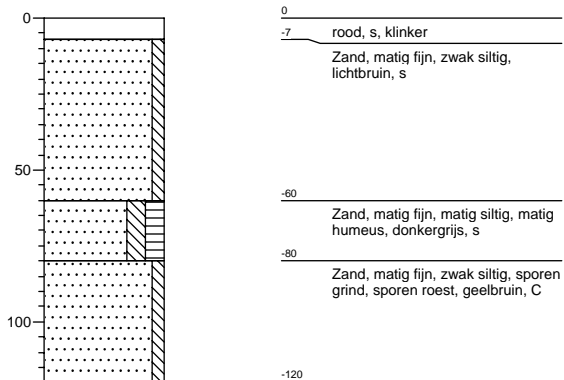 0
50
100
0
-7
rood, s, klinker
Zand, matig fijn, zwak siltig,
lichtbruin, s
-60
Zand, matig fijn, matig siltig, matig
humeus, donkergrijs, s
-80
Zand, matig fijn, zwak siltig, sporen
grind, sporen roest, geelbruin, C
-120